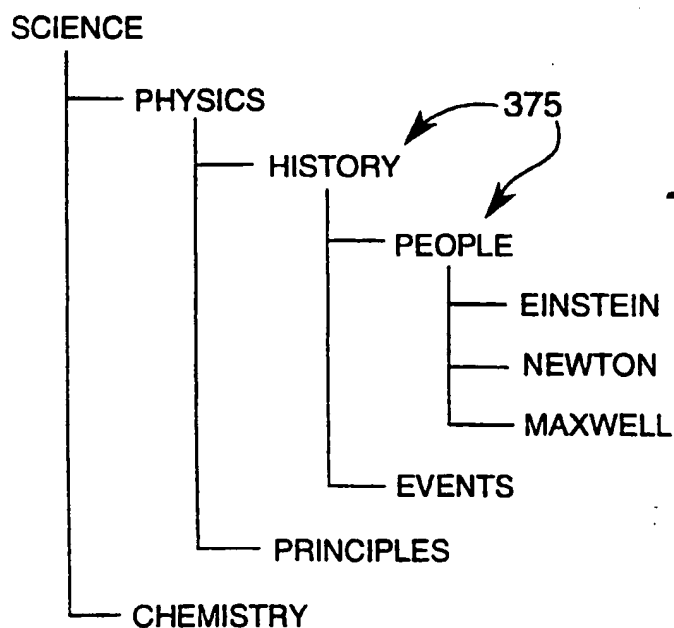 SCIENCE
PHYSICS
375
HISTORY
PEOPLE
EINSTEIN
NEWTON
MAXWELL
EVENTS
PRINCIPLES
CHEMISTRY